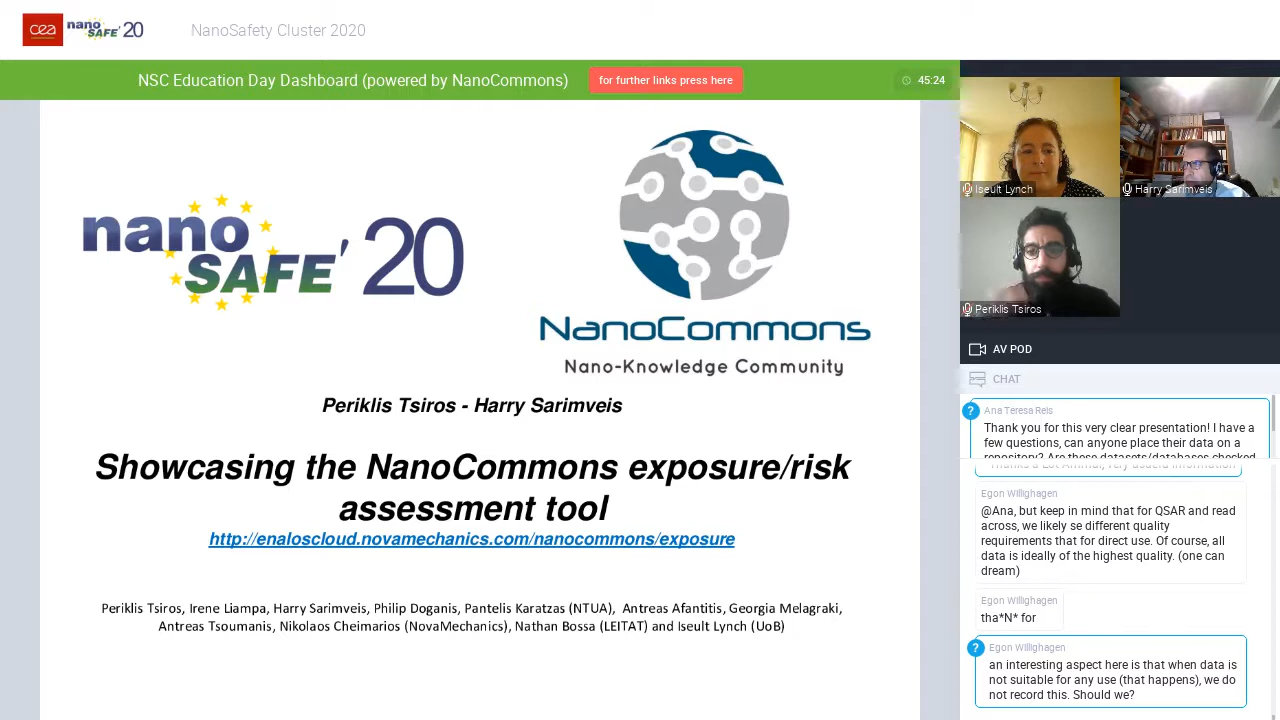 cea nano SAFE' 20 NanoSafety Cluster 2020
NSC Education Day Dashboard (powered by NanoCommons) for further links press here 45:24
nano
SAFE' 20
NanoCommons
Nano-Knowledge Community
Periklis Tsiros - Harry Sarimveis
Showcasing the NanoCommons exposure/risk
assessment tool
http://enaloscloud.novamechanics.com/nanocommons/exposure
Periklis Tsiros, Irene Liampa, Harry Sarimveis, Philip Doganis, Pantelis Karatzas (NTUA), Antreas Afantitis, Georgia Melagraki,
Antreas Tsoumanis, Nikolaos Cheimarios (NovaMechanics), Nathan Bossa (LEITAT) and Iseult Lynch (UoB)
Iseult Lynch
Harry Sarimveis
Periklis Tsiros
AV POD
CHAT
? Ana Teresa Reis
Thank you for this very clear presentation! I have a
few questions, can anyone place their data on a
repository? Are these datasets/databases checked
Egon Willighagen
@Ana, but keep in mind that for QSAR and read
across, we likely se different quality
requirements that for direct use. Of course, all
data is ideally of the highest quality. (one can
dream)
Egon Willighagen
tha*N* for
? Egon Willighagen
an interesting aspect here is that when data is
not suitable for any use (that happens), we do
not record this. Should we?